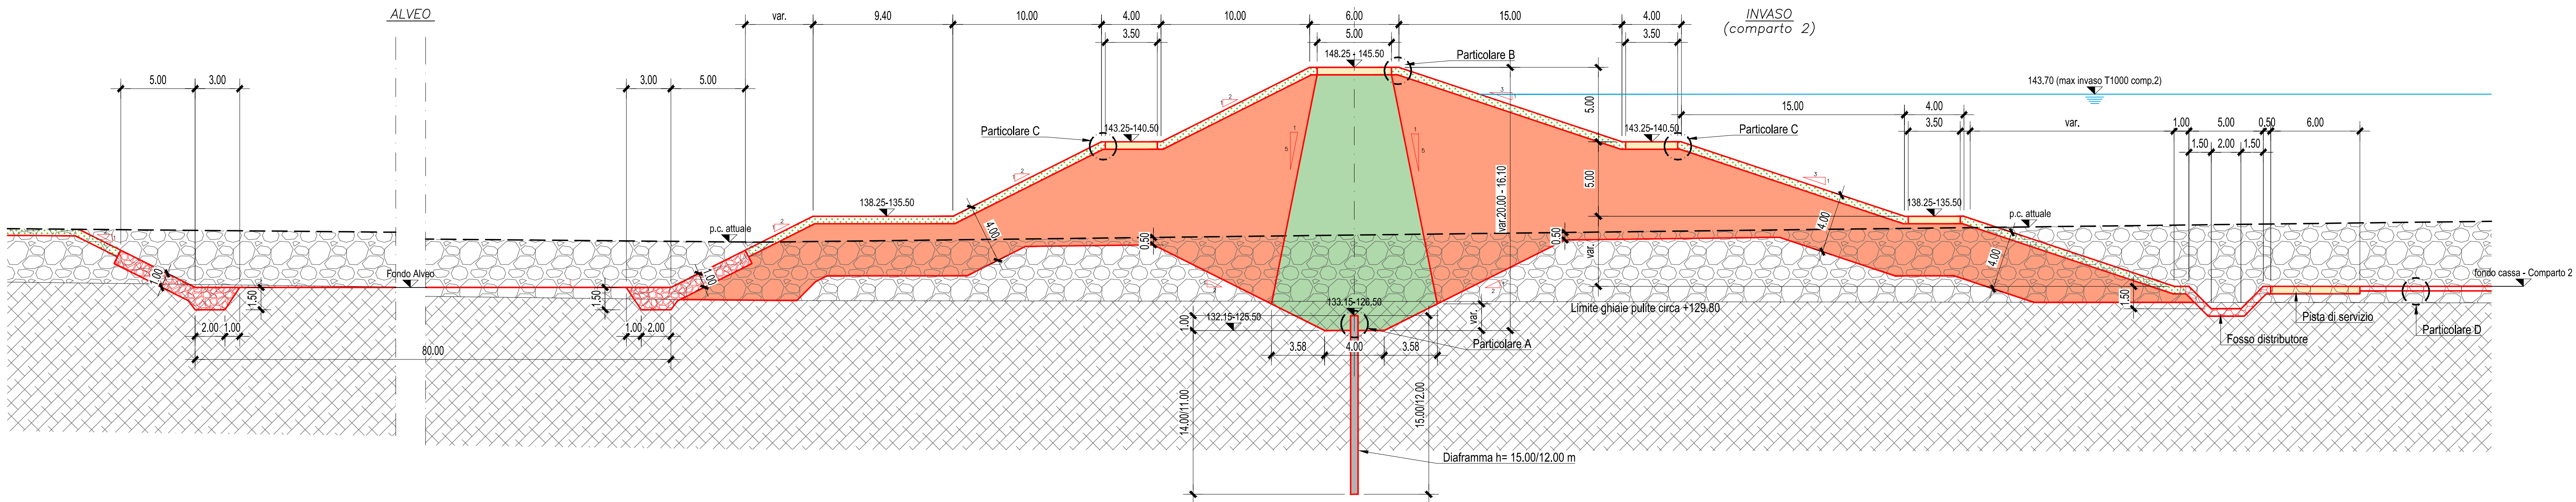 ALVEO
INVASO
(comparto 2)
var.
9.40
10.00
4.00
10.00
6.00
15.00
4.00
3.50
5.00
3.50
148.25 - 145.50
Particolare B
143.70 (max invaso T1000 comp.2)
5.00
3.00
3.00
5.00
15.00
4.00
3.50
var.
1.00
5.00
0.50
6.00
1.50
2.00
1.50
Particolare C
143.25-140.50
143.25-140.50
Particolare C
5.00
5.00
var.20.00 - 16.10
138.25-135.50
138.25-135.50
p.c. attuale
p.c. attuale
4.00
0.50
0.50
var.
4.00
4.00
1.00
Fondo Alveo
1.00
fondo cassa - Comparto 2
1.50
1.50
1.50
133.15-126.50
Limite ghiaie pulite circa +129.80
132.15-125.50
1.00
var.
Pista di servizio
Particolare D
Fosso distributore
Particolare A
2.00
1.00
1.00
2.00
80.00
3.58
4.00
3.58
14.00/11.00
15.00/12.00
Diaframma h= 15.00/12.00 m